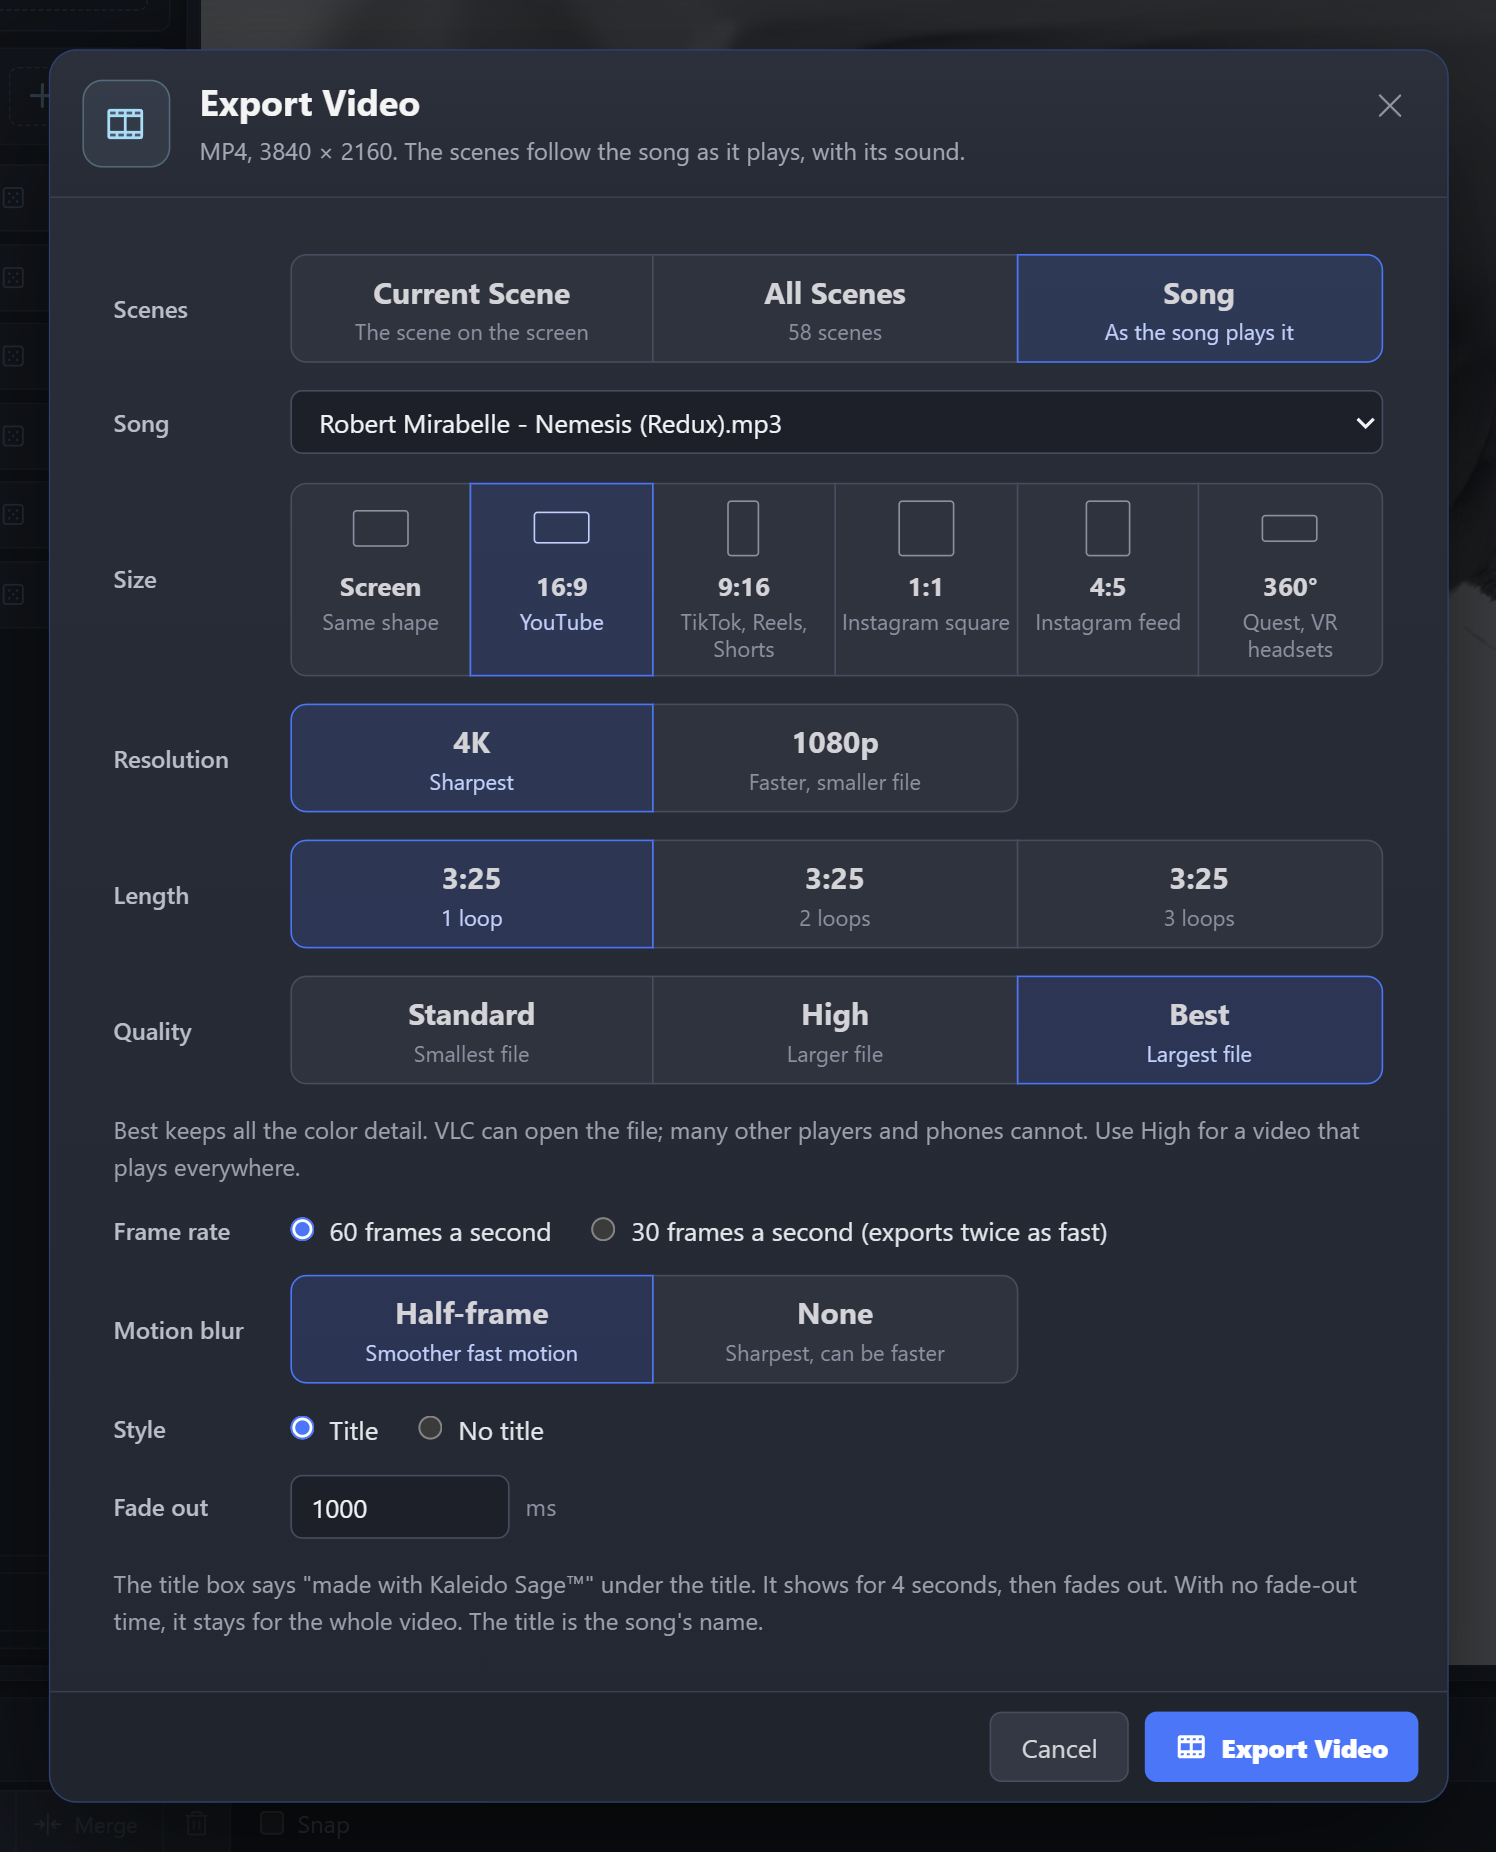 Export Video
MP4, 3840 × 2160. The scenes follow the song as it plays, with its sound.
Scenes
Current Scene
The scene on the screen
All Scenes
58 scenes
Song
As the song plays it
Song
Robert Mirabelle - Nemesis (Redux).mp3
Size
Screen
Same shape
16:9
YouTube
9:16
TikTok, Reels,
Shorts
1:1
Instagram square
4:5
Instagram feed
360°
Quest, VR
headsets
Resolution
4K
Sharpest
1080p
Faster, smaller file
Length
3:25
1 loop
3:25
2 loops
3:25
3 loops
Quality
Standard
Smallest file
High
Larger file
Best
Largest file
Best keeps all the color detail. VLC can open the file; many other players and phones cannot. Use High for a video that
plays everywhere.
Frame rate
60 frames a second
30 frames a second (exports twice as fast)
Motion blur
Half-frame
Smoother fast motion
None
Sharpest, can be faster
Style
Title
No title
Fade out
1000
ms
The title box says "made with Kaleido Sage™" under the title. It shows for 4 seconds, then fades out. With no fade-out
time, it stays for the whole video. The title is the song's name.
Cancel
Export Video
Merge
Snap